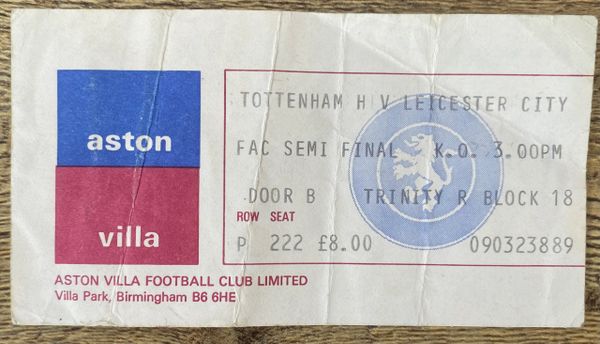 aston
villa
TOTTENHAM H V LEICESTER CITY
FAC SEMI FINAL K.O. 3.00PM
DOOR B TRINITY R BLOCK 18
ROW SEAT
P 222 £8.00 090323889
ASTON VILLA FOOTBALL CLUB LIMITED
Villa Park, Birmingham B6 6HE